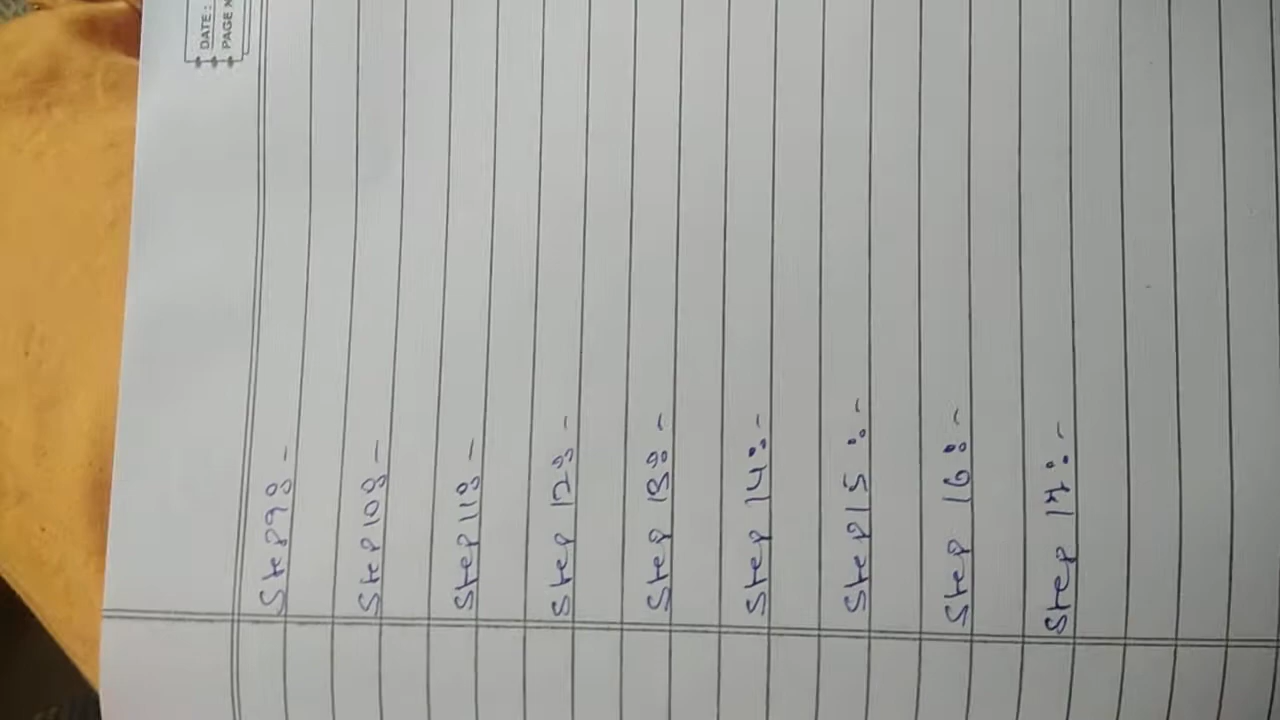 DATE:
PAGE
Step 9:-
Step 10:-
Step 11:-
Step 12:-
Step 13:-
Step 14:-
Step 15:-
Step 16:-
Step 17:-